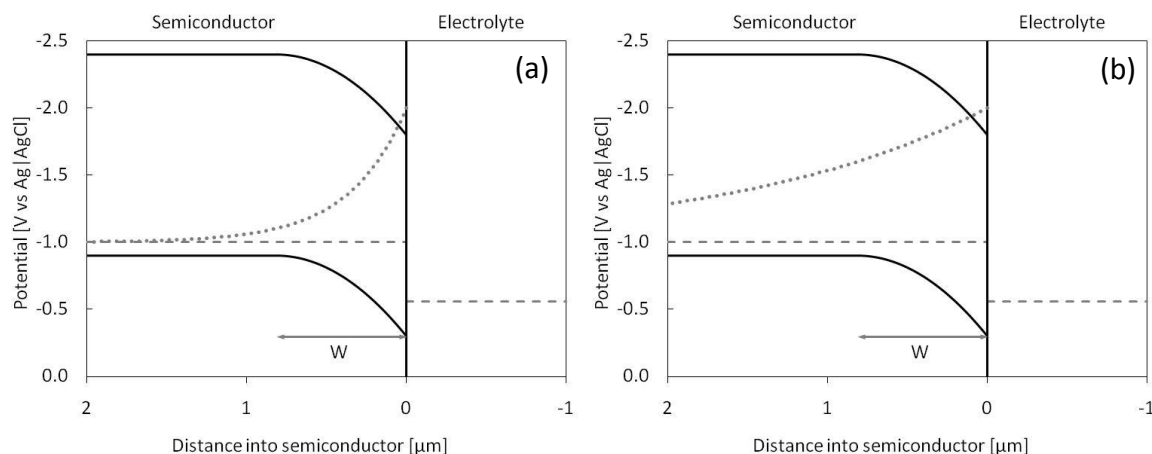 Semiconductor Electrolyte
(a)
Potential [V vs Ag|AgCl]
-2.5
-2.0
-1.5
-1.0
-0.5
0.0
W
2 1 0 -1
Distance into semiconductor [μm]
Semiconductor Electrolyte
(b)
Potential [V vs Ag|AgCl]
-2.5
-2.0
-1.5
-1.0
-0.5
0.0
W
2 1 0 -1
Distance into semiconductor [μm]